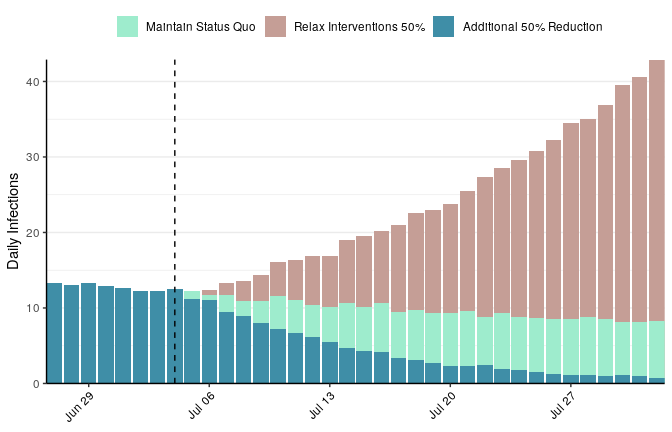 Maintain Status Quo Relax Interventions 50% Additional 50% Reduction
Daily Infections
40
30
20
10
0
Jun 29 Jul 06 Jul 13 Jul 20 Jul 27